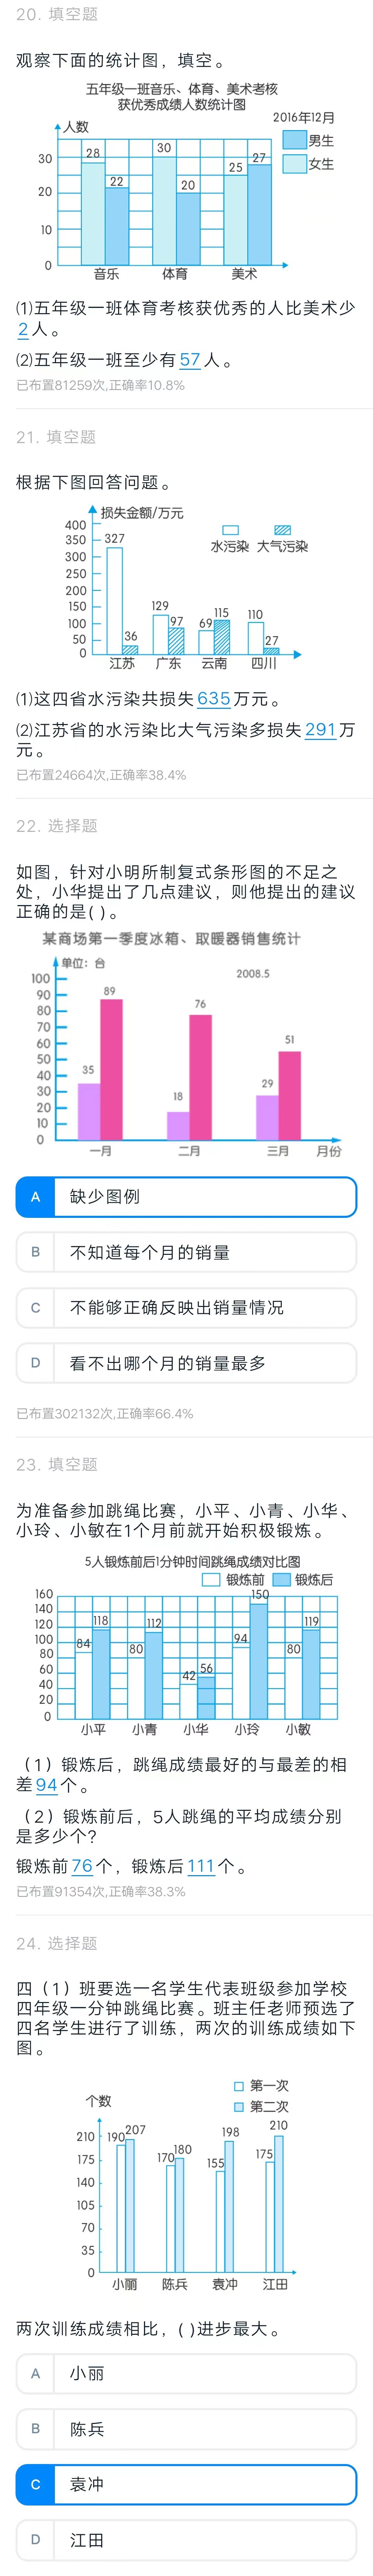 20. 填空题
观察下面的统计图，填空。
五年级一班音乐、体育、美术考核
获优秀成绩人数统计图
2016年12月
人数
男生
女生
30
20
10
0
28
22
30
20
25
27
音乐
体育
美术
⑴五年级一班体育考核获优秀的人比美术少
2人。
⑵五年级一班至少有57人。
已布置81259次,正确率10.8%
21. 填空题
根据下图回答问题。
损失金额/万元
水污染 大气污染
400
350
300
250
200
150
100
50
0
327
36
129
97
69
115
110
27
江苏
广东
云南
四川
⑴这四省水污染共损失635万元。
⑵江苏省的水污染比大气污染多损失291万
元。
已布置24664次,正确率38.4%
22. 选择题
如图，针对小明所制复式条形图的不足之
处，小华提出了几点建议，则他提出的建议
正确的是( )。
某商场第一季度冰箱、取暖器销售统计
单位：台
2008.5
100
90
80
70
60
50
40
30
20
10
0
35
89
18
76
29
51
一月
二月
三月
月份
A 缺少图例
B 不知道每个月的销量
C 不能够正确反映出销量情况
D 看不出哪个月的销量最多
已布置302132次,正确率66.4%
23. 填空题
为准备参加跳绳比赛，小平、小青、小华、
小玲、小敏在1个月前就开始积极锻炼。
5人锻炼前后1分钟时间跳绳成绩对比图
锻炼前 锻炼后
160
140
120
100
80
60
40
20
0
84
118
80
112
42
56
94
150
80
119
小平
小青
小华
小玲
小敏
（1）锻炼后，跳绳成绩最好的与最差的相
差94个。
（2）锻炼前后，5人跳绳的平均成绩分别
是多少个？
锻炼前76个，锻炼后111个。
已布置91354次,正确率38.3%
24. 选择题
四（1）班要选一名学生代表班级参加学校
四年级一分钟跳绳比赛。班主任老师预选了
四名学生进行了训练，两次的训练成绩如下
图。
个数
第一次
第二次
210
175
140
105
70
35
0
190
207
170
180
155
198
175
210
小丽
陈兵
袁冲
江田
两次训练成绩相比，( )进步最大。
A 小丽
B 陈兵
C 袁冲
D 江田